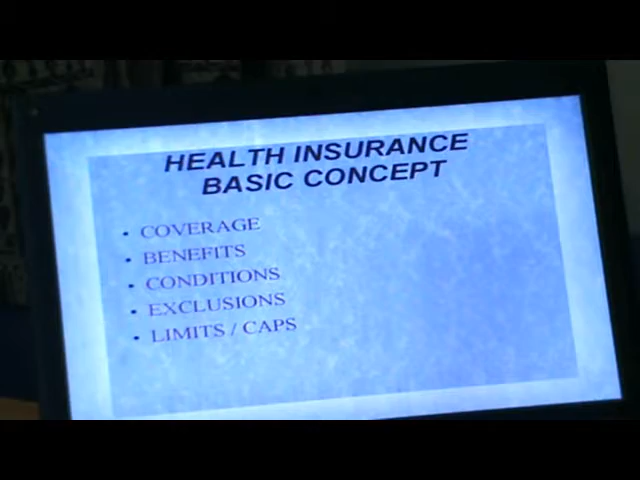 HEALTH INSURANCE
BASIC CONCEPT
• COVERAGE
• BENEFITS
• CONDITIONS
• EXCLUSIONS
• LIMITS / CAPS